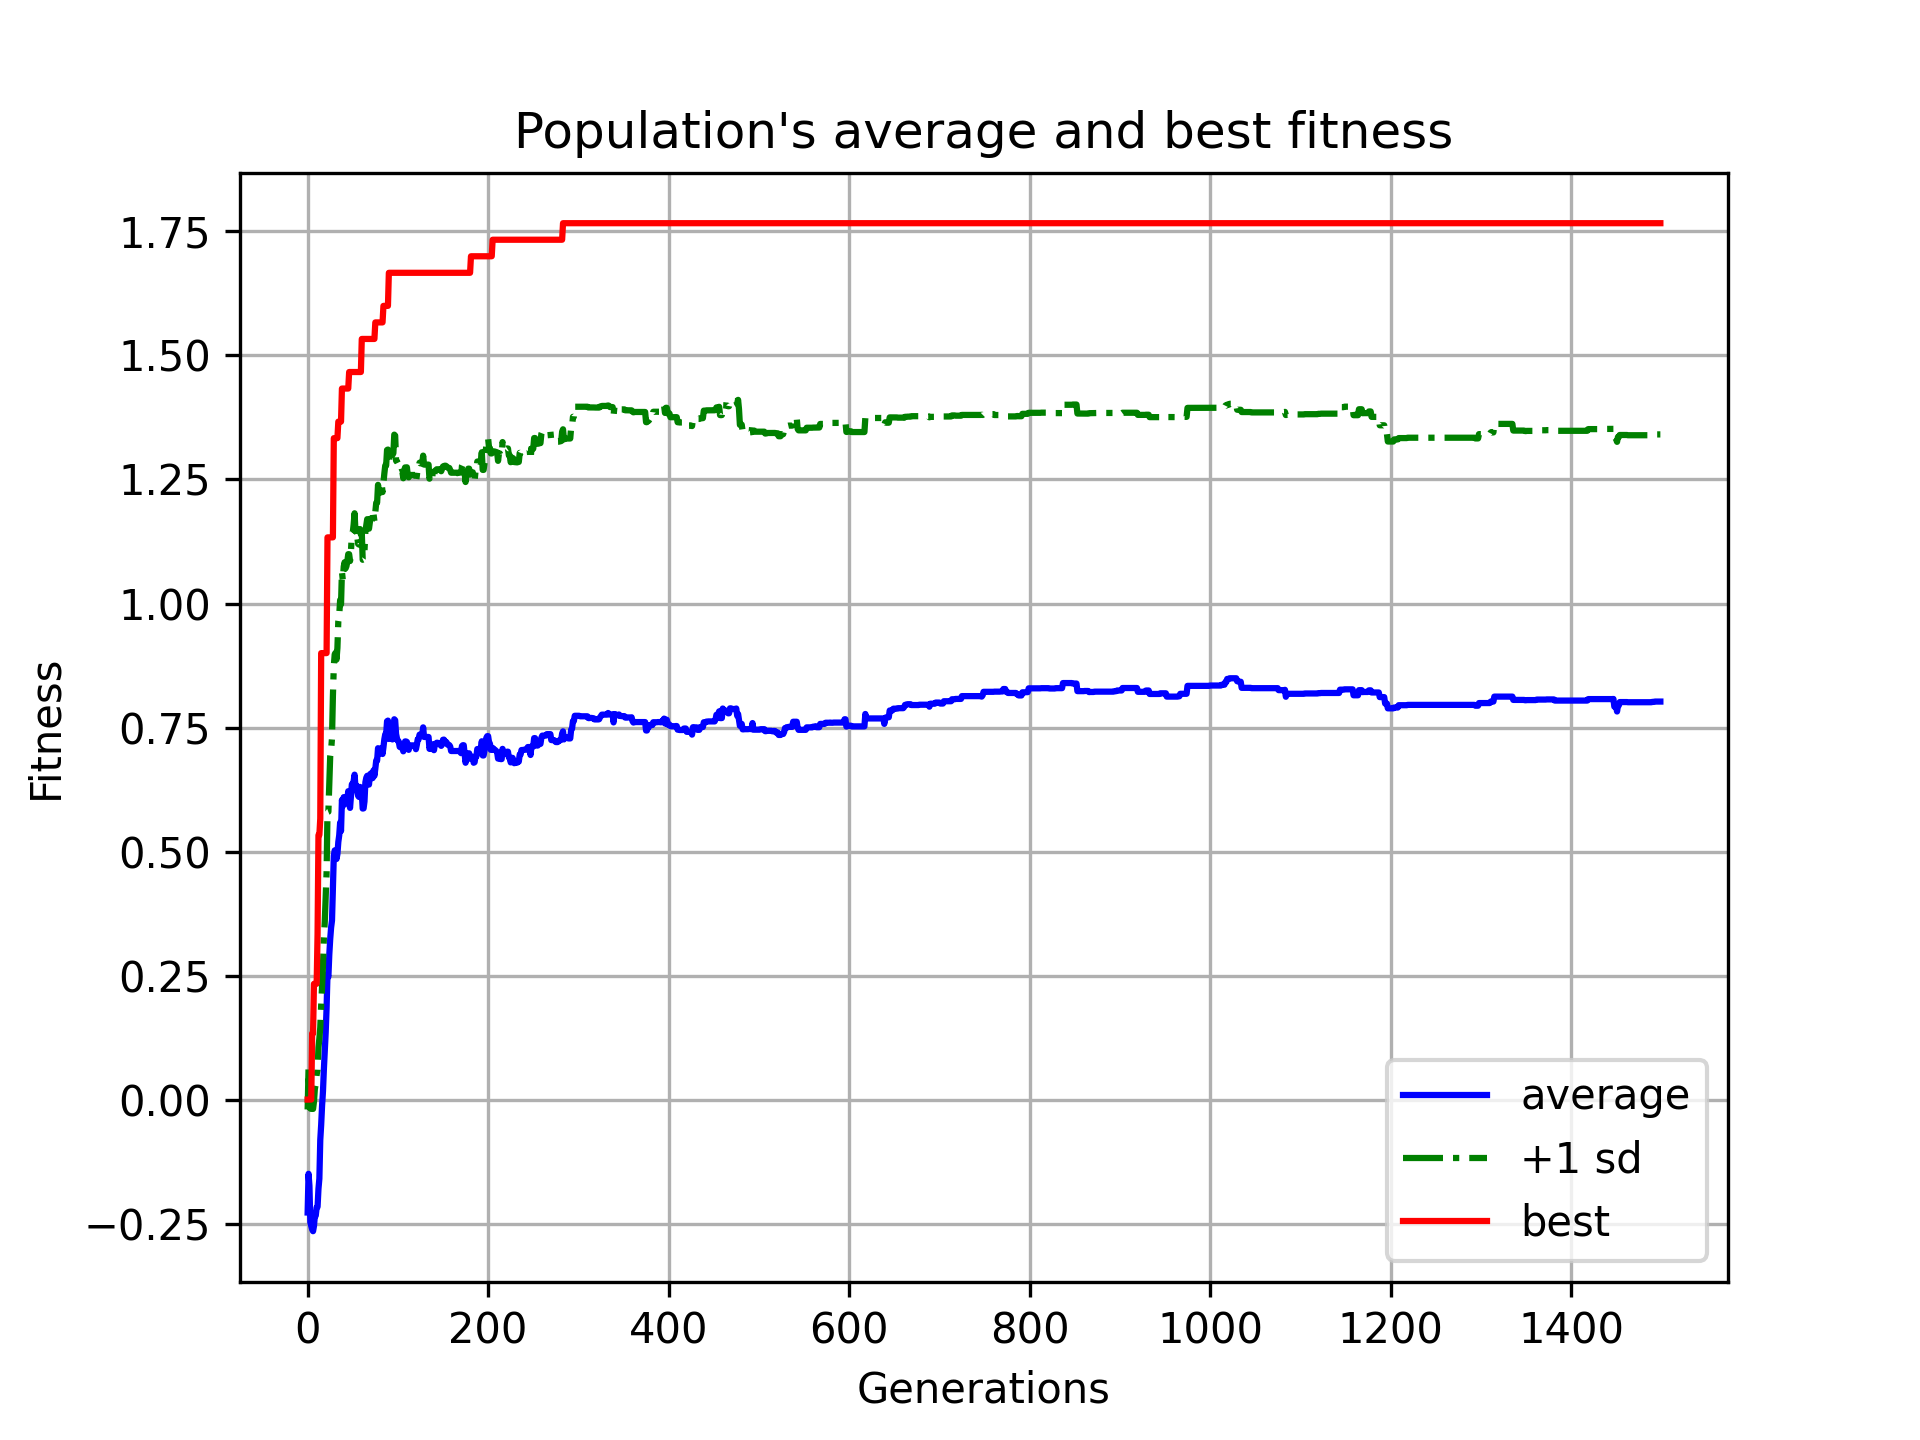 Population's average and best fitness
1.75
1.50
1.25
1.00
0.75
0.50
0.25
0.00
−0.25
Fitness
average
+1 sd
best
0 200 400 600 800 1000 1200 1400
Generations